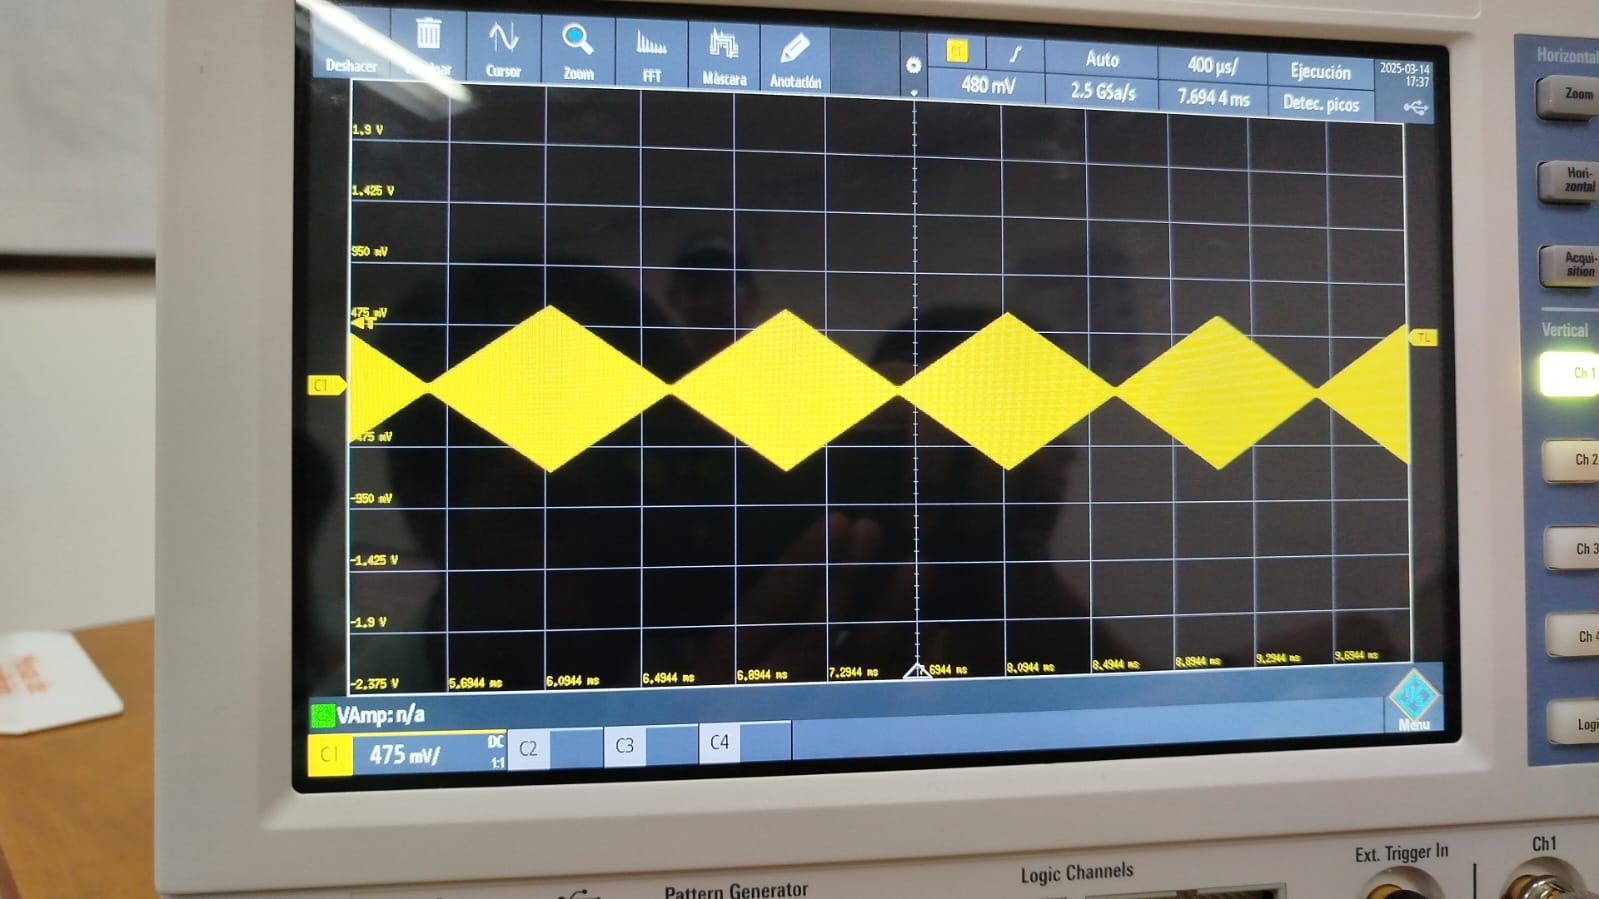 Deshacer
Cursor
Zoom
FFT
Máscara
Anotación
C1
480 mV
Auto
2.5 GSa/s
400 µs/
7.694 4 ms
Ejecución
Detec. picos
2025-03-14
17:37
1.9 V
1.425 V
950 mV
475 mV
C1
TL
-475 mV
-950 mV
-1.425 V
-1.9 V
-2.375 V
5.6944 ms
6.0944 ms
6.4944 ms
6.8944 ms
7.2944 ms
7.6944 ms
8.0944 ms
8.4944 ms
8.8944 ms
9.2944 ms
9.6944 ms
VAmp: n/a
Menu
C1
475 mV/
DC
1:1
C2
C3
C4
Horizontal
Zoom
Hori-
zontal
Acqui-
sition
Vertical
Ch 1
Ch 2
Ch 3
Ch 4
Logi
Pattern Generator
Logic Channels
Ext. Trigger In
Ch1